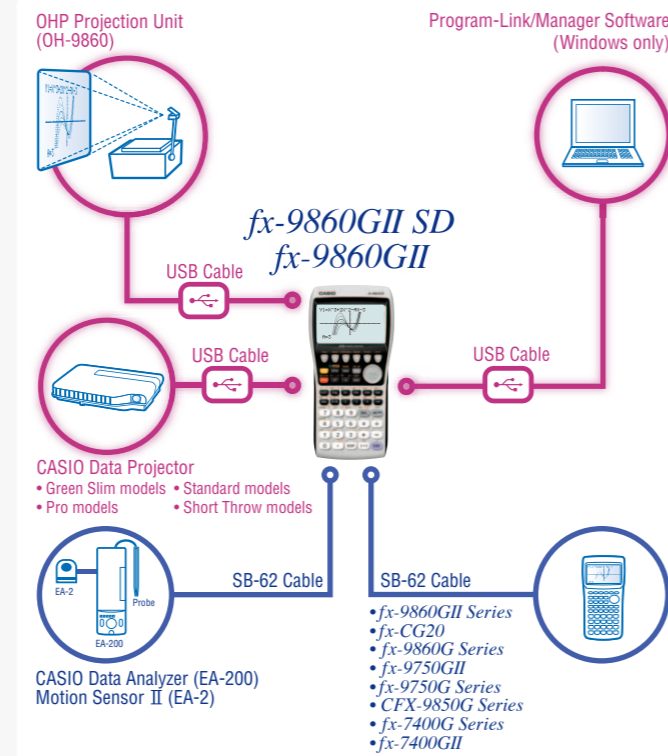 OHP Projection Unit
(OH-9860)
Program-Link/Manager Software
(Windows only)
fx-9860GII SD
fx-9860GII
USB Cable
USB Cable
USB Cable
CASIO
CASIO Data Projector
• Green Slim models • Standard models
• Pro models • Short Throw models
EA-2
Probe
EA-200
SB-62 Cable
CASIO Data Analyzer (EA-200)
Motion Sensor Ⅱ (EA-2)
SB-62 Cable
• fx-9860GII Series
• fx-CG20
• fx-9860G Series
• fx-9750GII
• fx-9750G Series
• CFX-9850G Series
• fx-7400G Series
• fx-7400GII